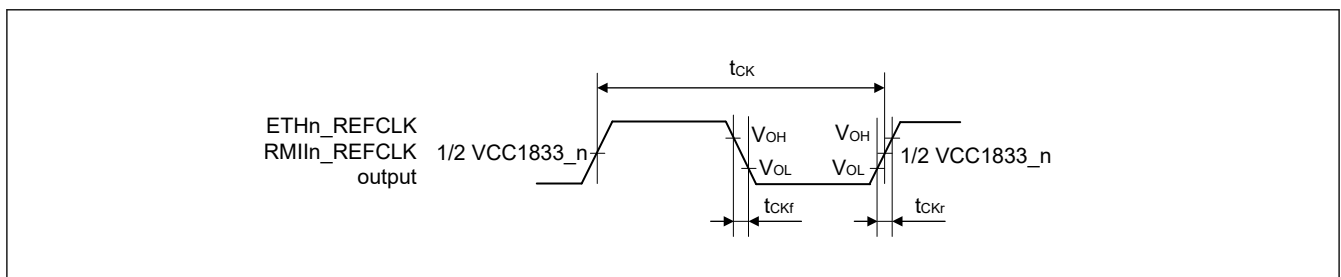 tCK
ETHn_REFCLK
RMIIn_REFCLK
output
1/2 VCC1833_n
VOH
VOL
VOH
VOL
1/2 VCC1833_n
tCKf
tCKr